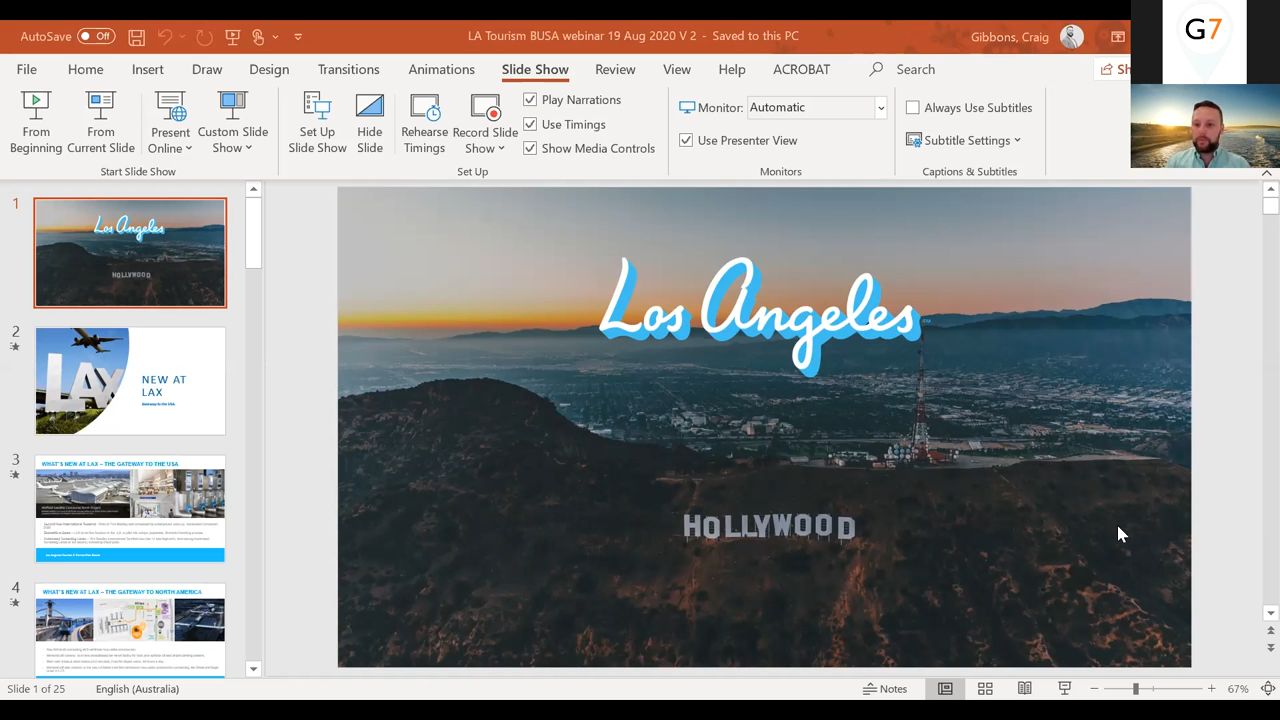 AutoSave Off
LA Tourism BUSA webinar 19 Aug 2020 V 2 - Saved to this PC
Gibbons, Craig
G7
File Home Insert Draw Design Transitions Animations Slide Show Review View Help ACROBAT Search Sh
From Beginning
From Current Slide
Present Online
Custom Slide Show
Start Slide Show
Set Up Slide Show
Hide Slide
Rehearse Timings
Record Slide Show
Play Narrations
Use Timings
Show Media Controls
Set Up
Monitor: Automatic
Use Presenter View
Monitors
Always Use Subtitles
Subtitle Settings
Captions & Subtitles
1
Los Angeles
HOLLYWOOD
2
LAX
NEW AT
LAX
Gateway to the USA
3
WHAT'S NEW AT LAX – THE GATEWAY TO THE USA
4
WHAT'S NEW AT LAX – THE GATEWAY TO NORTH AMERICA
Los Angeles
HOLLYWOOD
Slide 1 of 25
English (Australia)
Notes
67%